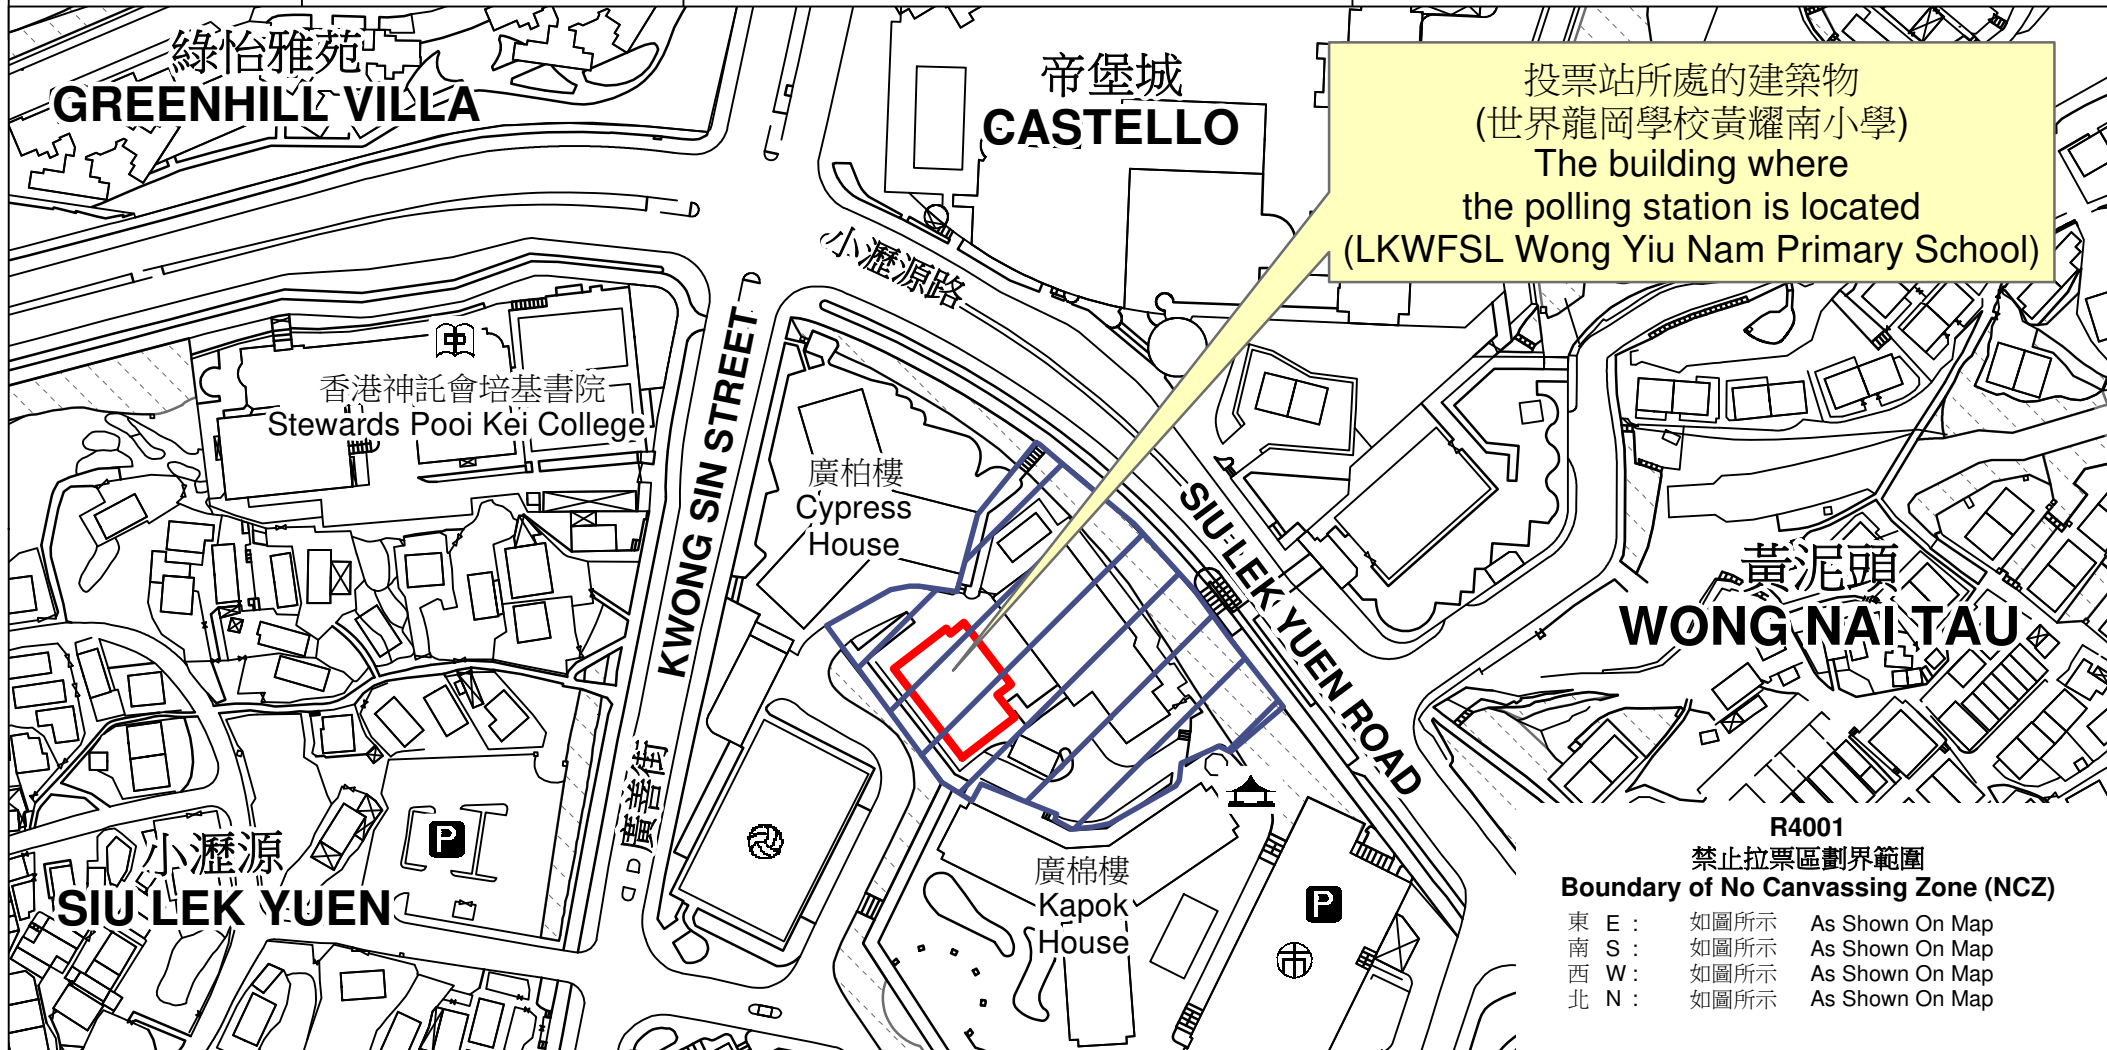 綠怡雅苑
GREENHILL VILLA
帝堡城
CASTELLO
投票站所處的建築物
(世界龍岡學校黃耀南小學)
The building where
the polling station is located
(LKWFSL Wong Yiu Nam Primary School)
小瀝源路
SIU LEK YUEN ROAD
中
香港神託會培基書院
Stewards Pooi Kei College
KWONG SIN STREET
廣善街
廣柏樓
Cypress
House
黃泥頭
WONG NAI TAU
小瀝源
SIU LEK YUEN
P
廣棉樓
Kapok
House
P
市
R4001
禁止拉票區劃界範圍
Boundary of No Canvassing Zone (NCZ)
東 E : 如圖所示 As Shown On Map
南 S : 如圖所示 As Shown On Map
西 W : 如圖所示 As Shown On Map
北 N : 如圖所示 As Shown On Map